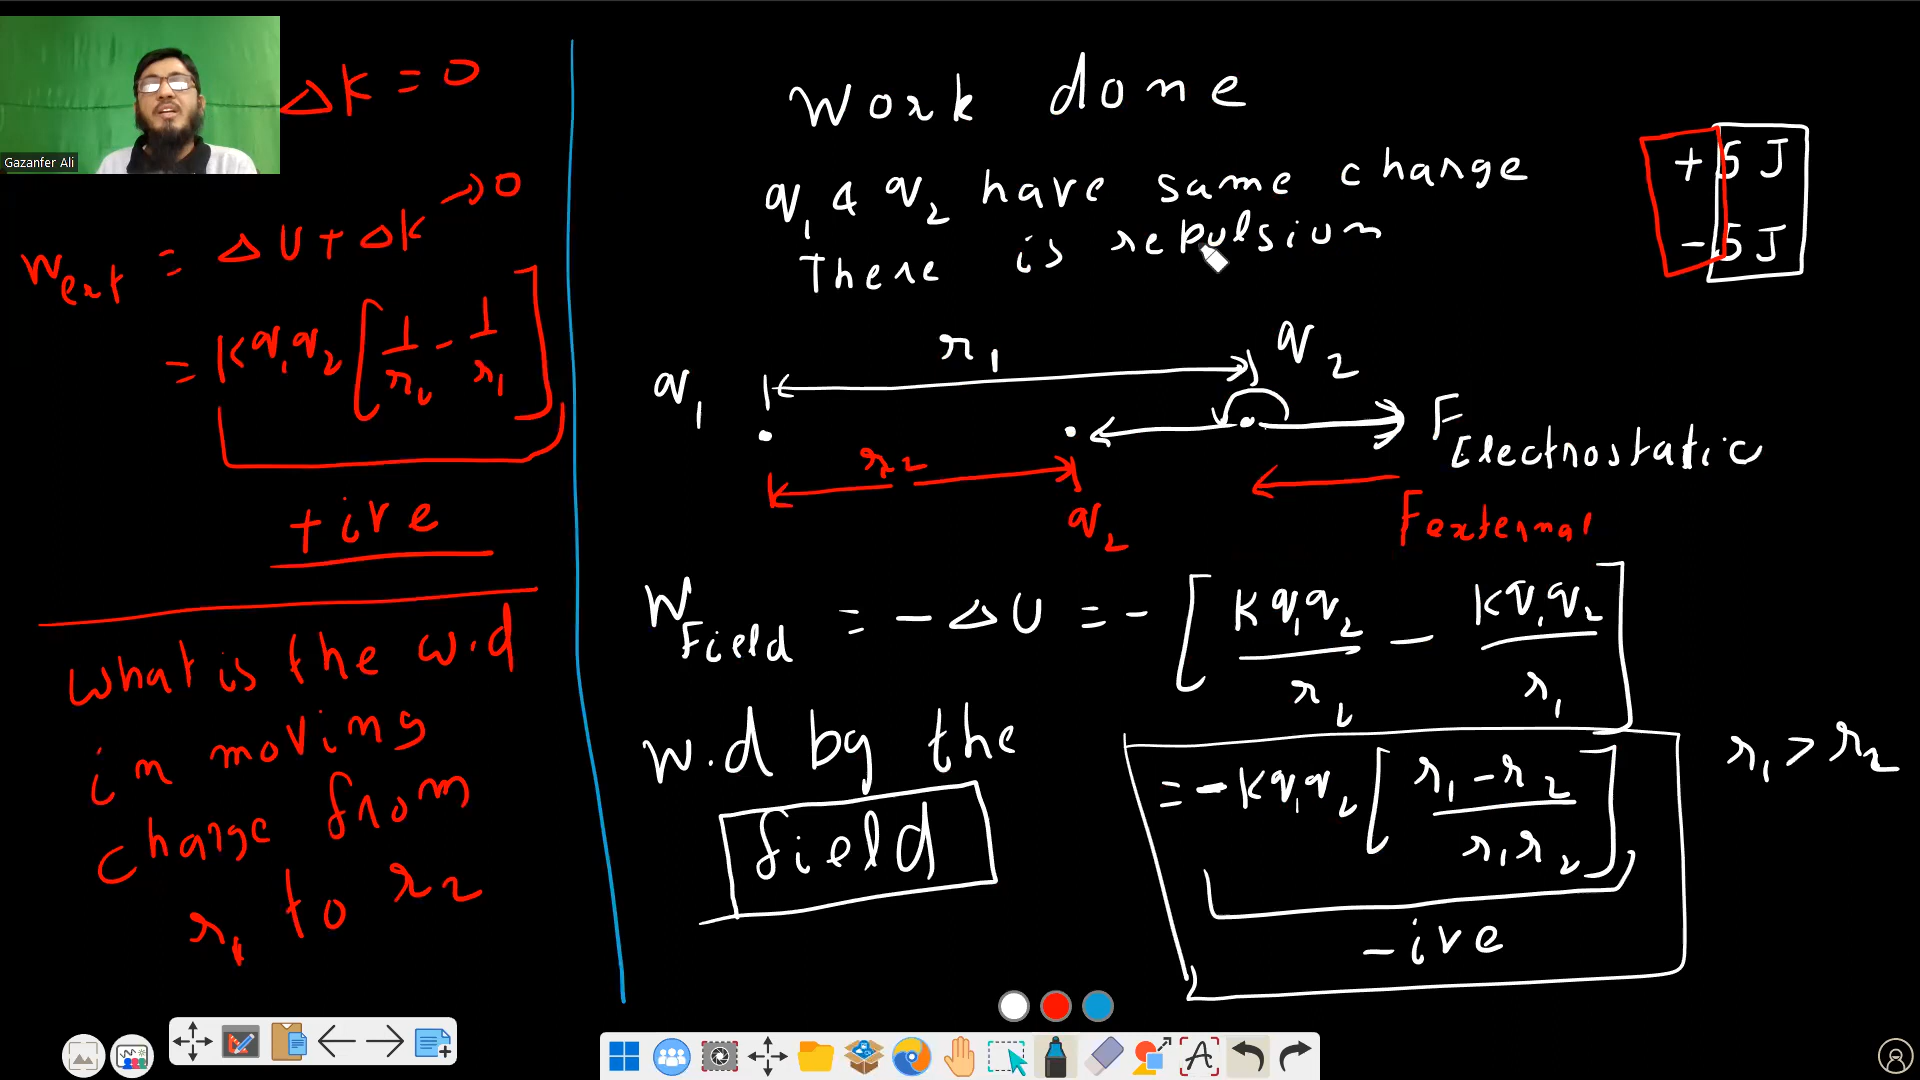 Gazanfer Ali
ΔK = 0
W_ext = ΔU + ΔK → 0
= Kq₁q₂ [1/r₂ - 1/r₁]
+ive
What is the w.d
in moving
charge from
r₁ to r₂
Work done
q₁ & q₂ have same charge
There is repulsion
+5 J
-5 J
r₁
q₁
q₂
F Electrostatic
r₂
q₂
F external
W_Field = - ΔU = - [Kq₁q₂/r₂ - Kq₁q₂/r₁]
w.d by the
field
= - Kq₁q₂ [r₁ - r₂ / r₁r₂]
r₁ > r₂
-ive